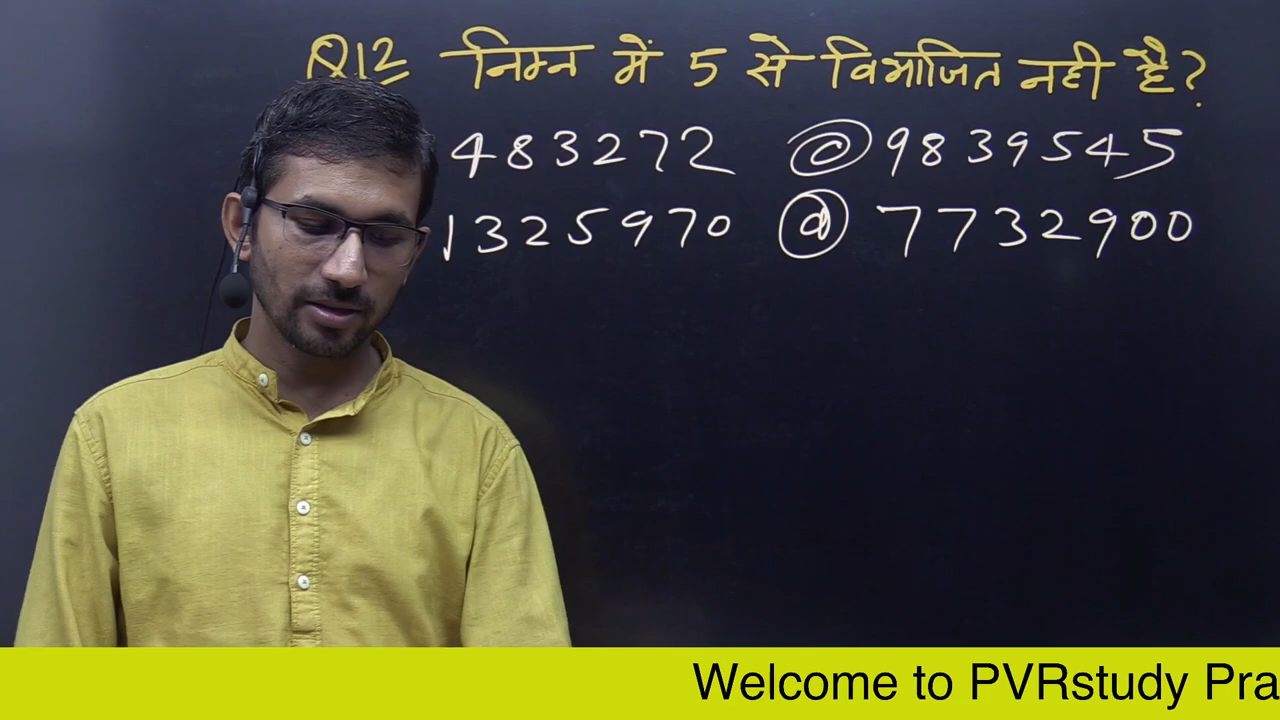 Q12 निम्न में 5 से विभाजित नही है?
483272 (c) 9839545
1325970 (d) 7732900
Welcome to PVRstudy Pra